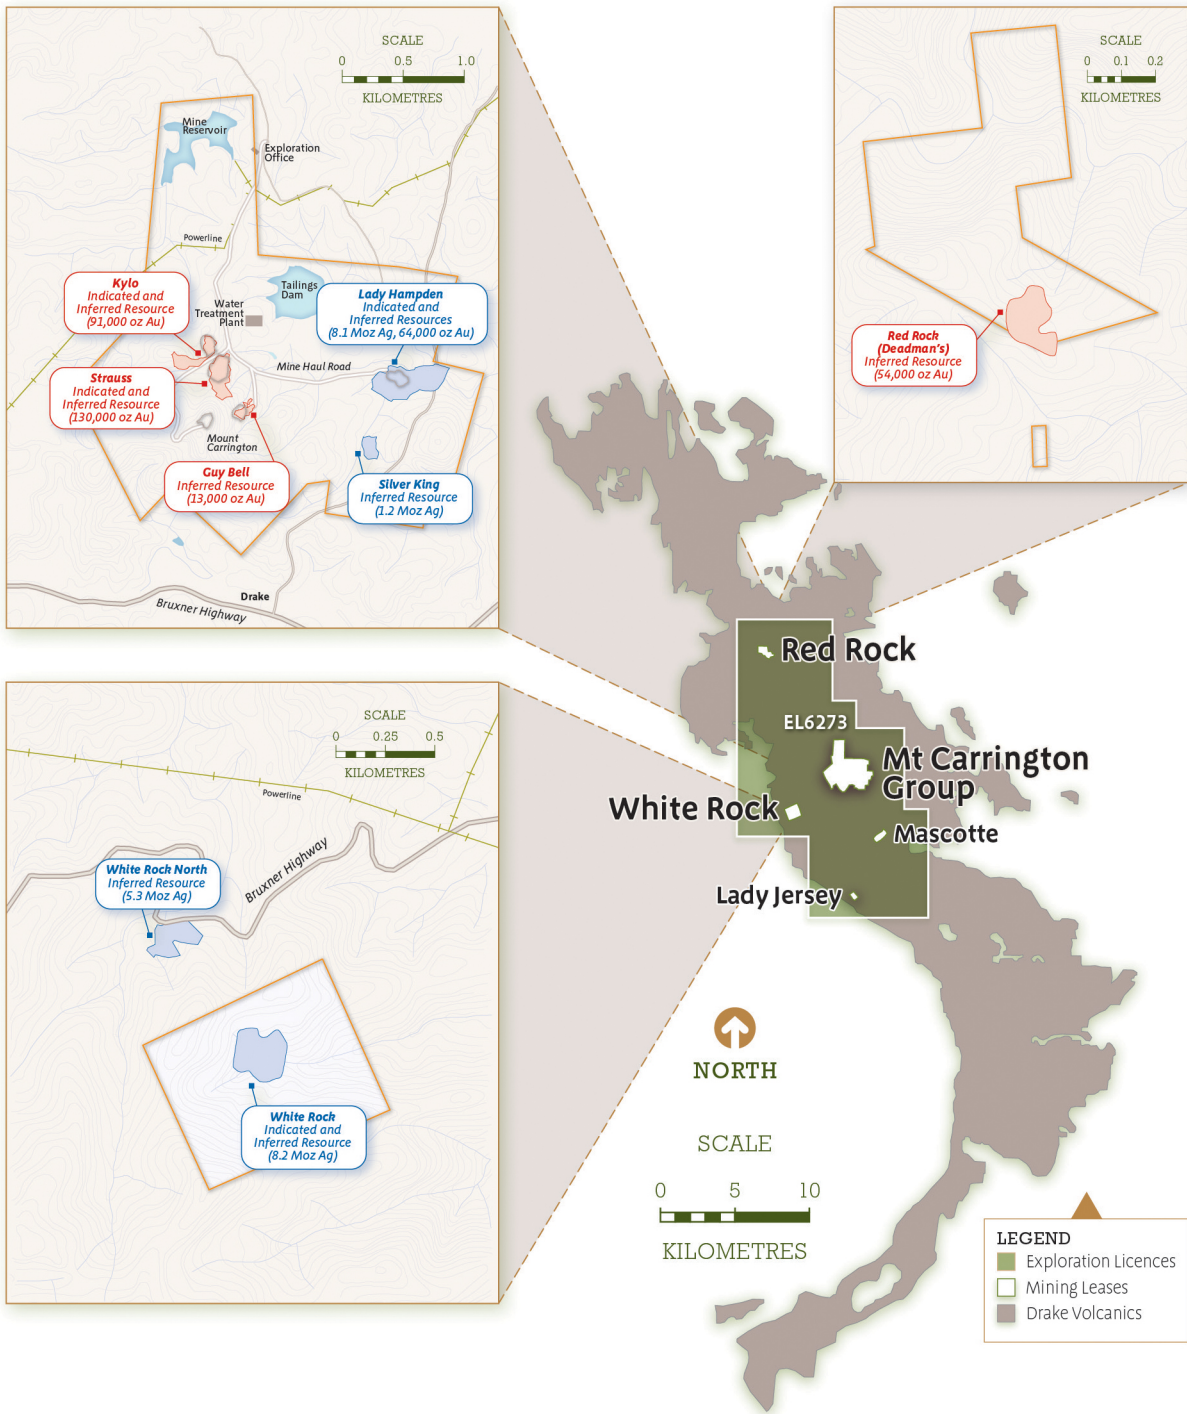 SCALE
0 0.5 1.0
KILOMETRES
Mine
Reservoir
Exploration
Office
Powerline
Kylo
Indicated and
Inferred Resource
(91,000 oz Au)
Tailings
Dam
Water
Treatment
Plant
Lady Hampden
Indicated and
Inferred Resources
(8.1 Moz Ag, 64,000 oz Au)
Mine Haul Road
Strauss
Indicated and
Inferred Resource
(130,000 oz Au)
Mount
Carrington
Guy Bell
Inferred Resource
(13,000 oz Au)
Silver King
Inferred Resource
(1.2 Moz Ag)
Drake
Bruxner Highway
SCALE
0 0.1 0.2
KILOMETRES
Red Rock
(Deadman's)
Inferred Resource
(54,000 oz Au)
SCALE
0 0.25 0.5
KILOMETRES
Powerline
Bruxner Highway
White Rock North
Inferred Resource
(5.3 Moz Ag)
White Rock
Indicated and
Inferred Resource
(8.2 Moz Ag)
Red Rock
EL6273
Mt Carrington
Group
White Rock
Mascotte
Lady Jersey
NORTH
SCALE
0 5 10
KILOMETRES
LEGEND
Exploration Licences
Mining Leases
Drake Volcanics